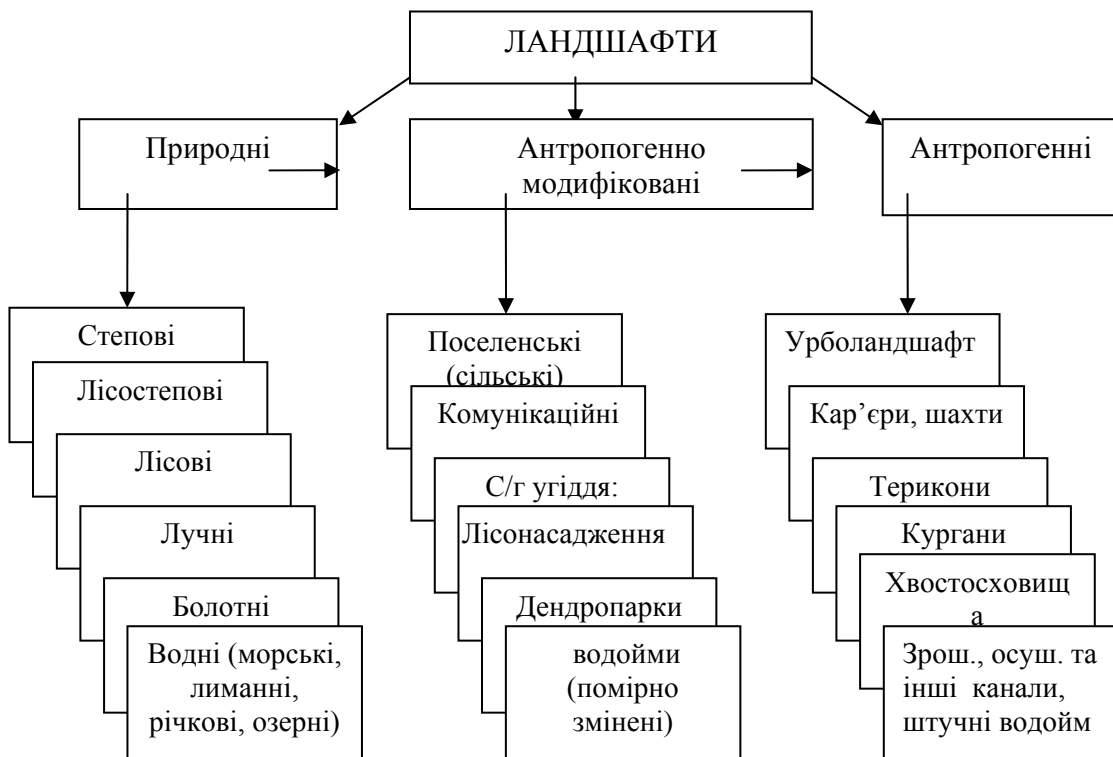 ЛАНДШАФТИ
Природні
Антропогенно
модифіковані
Антропогенні
Степові
Лісостепові
Лісові
Лучні
Болотні
Водні (морські,
лиманні,
річкові, озерні)
Поселенські
(сільські)
Комунікаційні
С/г угіддя:
Лісонасадження
Дендропарки
водойми
(помірно
змінені)
Урболандшафт
Кар’єри, шахти
Терикони
Кургани
Хвостосховищ
а
Зрош., осуш. та
інші канали,
штучні водойм